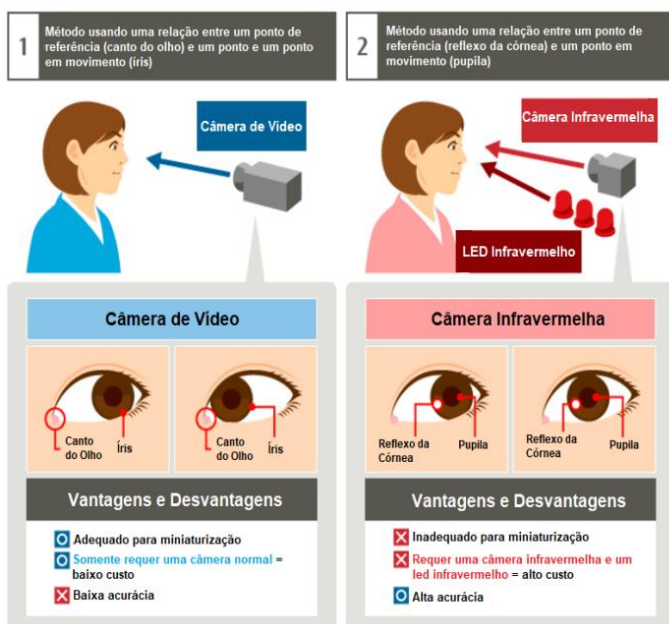 1
Método usando uma relação entre um ponto de
referência (canto do olho) e um ponto e um ponto
em movimento (íris)
Câmera de Vídeo
Câmera de Vídeo
Canto
do Olho
Íris
Canto
do Olho
Íris
Vantagens e Desvantagens
Adequado para miniaturização
Somente requer uma câmera normal =
baixo custo
Baixa acurácia
2
Método usando uma relação entre um ponto de
referência (reflexo da córnea) e um ponto em
movimento (pupila)
Câmera Infravermelha
LED Infravermelho
Câmera Infravermelha
Reflexo da
Córnea
Pupila
Reflexo da
Córnea
Pupila
Vantagens e Desvantagens
Inadequado para miniaturização
Requer uma câmera infravermelha e um
led infravermelho = alto custo
Alta acurácia